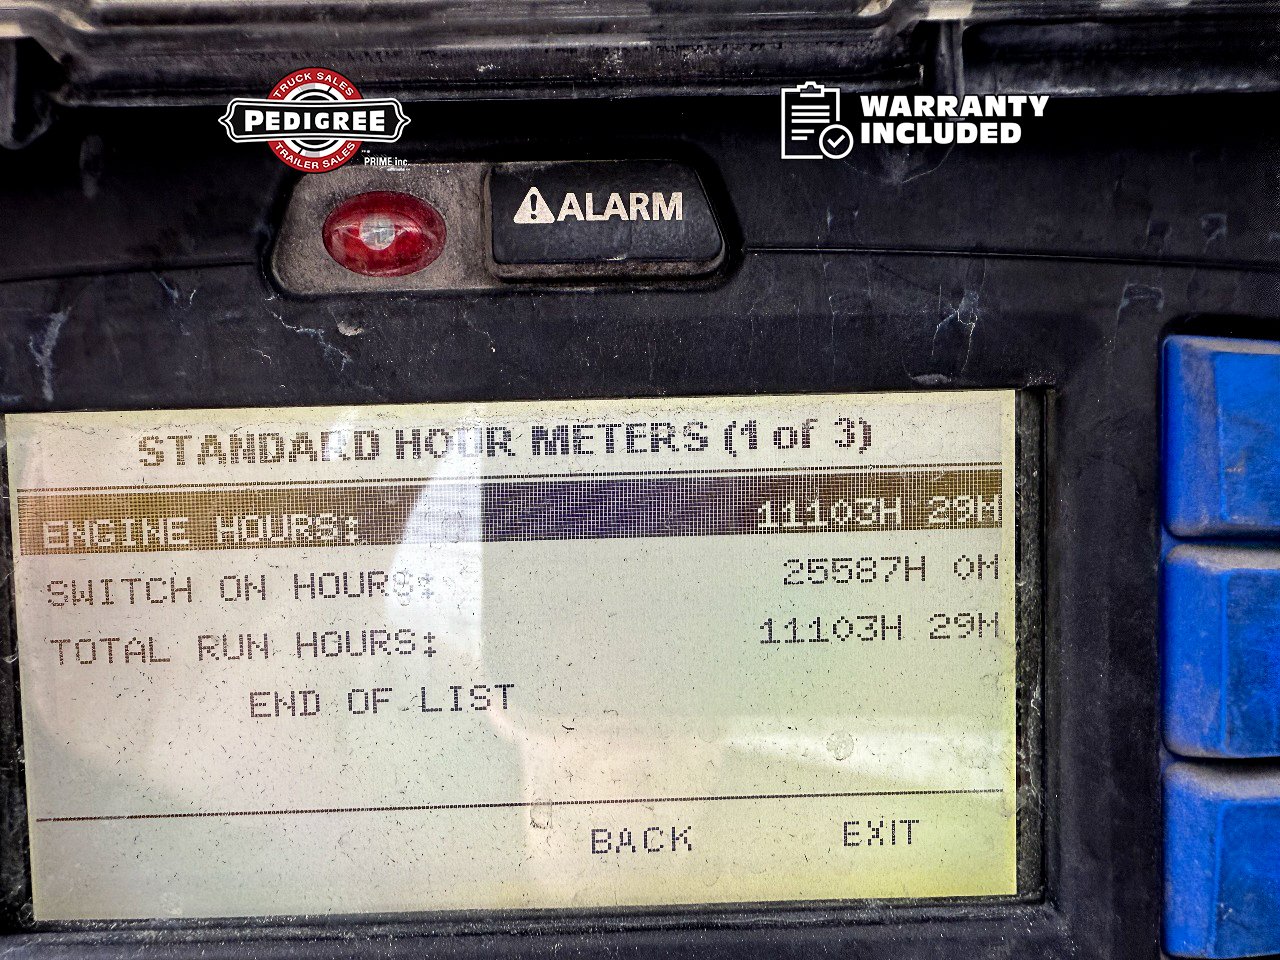 TRUCK SALES
PEDIGREE
TRAILER SALES
PRIME inc.
WARRANTY
INCLUDED
ALARM
STANDARD HOUR METERS (1 of 3)
ENGINE HOURS: 11103H 29M
SWITCH ON HOURS: 25587H 0M
TOTAL RUN HOURS: 11103H 29M
END OF LIST
BACK EXIT